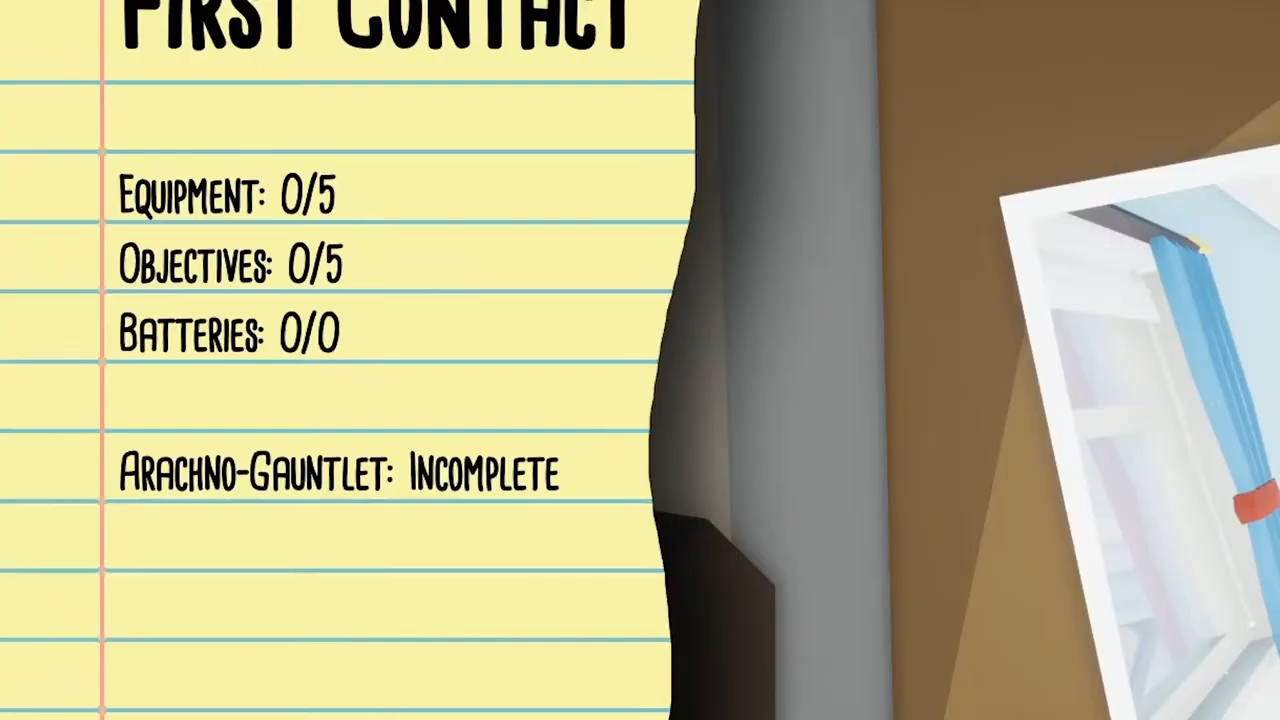 First Contact
Equipment: 0/5
Objectives: 0/5
Batteries: 0/0
Arachno-Gauntlet: Incomplete